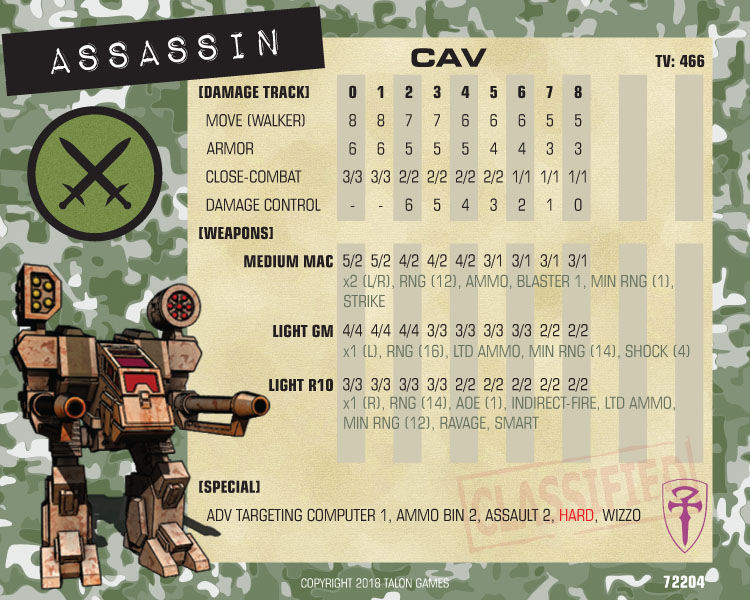 ASSASSIN
CAV
TV: 466
[DAMAGE TRACK] 0 1 2 3 4 5 6 7 8
MOVE (WALKER) 8 8 7 7 6 6 6 5 5
ARMOR 6 6 5 5 5 4 4 3 3
CLOSE-COMBAT 3/3 3/3 2/2 2/2 2/2 2/2 1/1 1/1 1/1
DAMAGE CONTROL - - 6 5 4 3 2 1 0
[WEAPONS]
MEDIUM MAC 5/2 5/2 4/2 4/2 4/2 3/1 3/1 3/1 3/1
x2 (L/R), RNG (12), AMMO, BLASTER 1, MIN RNG (1),
STRIKE
LIGHT GM 4/4 4/4 4/4 3/3 3/3 3/3 3/3 2/2 2/2
x1 (L), RNG (16), LTD AMMO, MIN RNG (14), SHOCK (4)
LIGHT R10 3/3 3/3 3/3 3/3 2/2 2/2 2/2 2/2 2/2
x1 (R), RNG (14), AOE (1), INDIRECT-FIRE, LTD AMMO,
MIN RNG (12), RAVAGE, SMART
[SPECIAL]
CLASSIFIED
ADV TARGETING COMPUTER 1, AMMO BIN 2, ASSAULT 2, HARD, WIZZO
COPYRIGHT 2018 TALON GAMES
72204